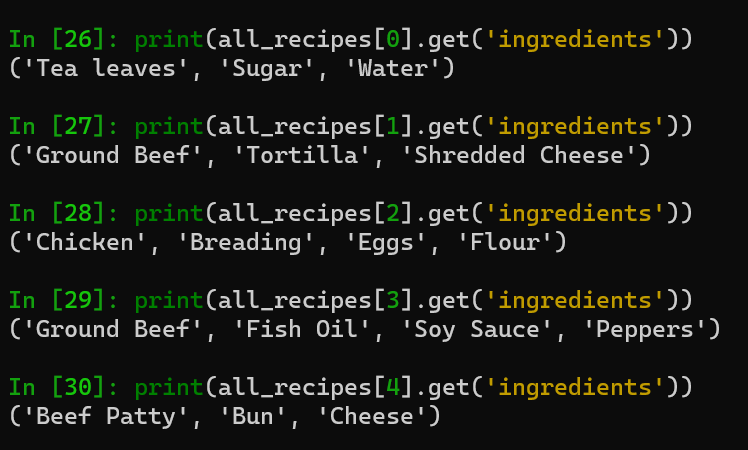 In [26]: print(all_recipes[0].get('ingredients'))
('Tea leaves', 'Sugar', 'Water')
In [27]: print(all_recipes[1].get('ingredients'))
('Ground Beef', 'Tortilla', 'Shredded Cheese')
In [28]: print(all_recipes[2].get('ingredients'))
('Chicken', 'Breading', 'Eggs', 'Flour')
In [29]: print(all_recipes[3].get('ingredients'))
('Ground Beef', 'Fish Oil', 'Soy Sauce', 'Peppers')
In [30]: print(all_recipes[4].get('ingredients'))
('Beef Patty', 'Bun', 'Cheese')